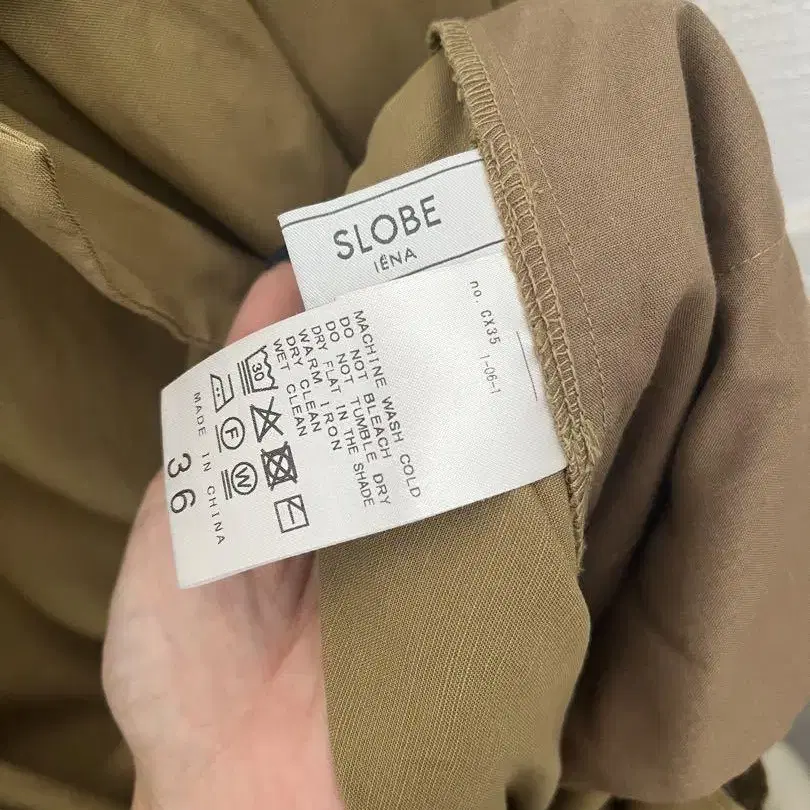 SLOBE
IÉNA
no. CX35 1-06-1
MACHINE WASH COLD
DO NOT BLEACH
DO NOT TUMBLE DRY
DRY FLAT IN THE SHADE
WARM IRON
DRY CLEAN
WET CLEAN
30
F
W
MADE IN CHINA
36